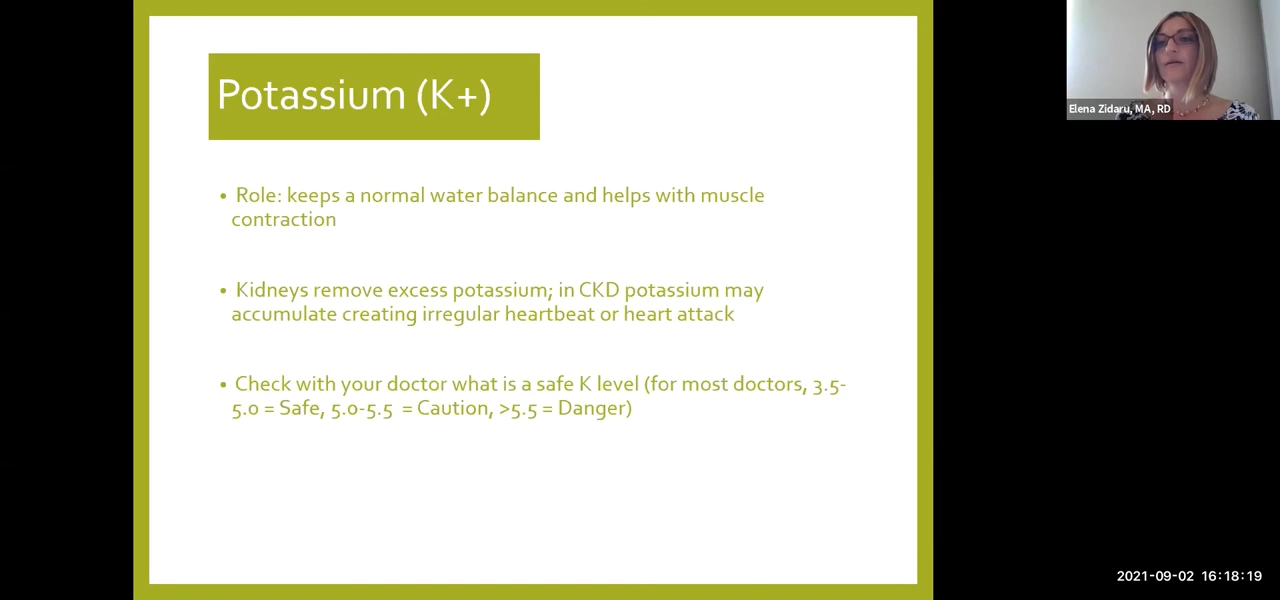 Potassium (K+)
• Role: keeps a normal water balance and helps with muscle
contraction
• Kidneys remove excess potassium; in CKD potassium may
accumulate creating irregular heartbeat or heart attack
• Check with your doctor what is a safe K level (for most doctors, 3.5-
5.0 = Safe, 5.0-5.5 = Caution, >5.5 = Danger)
Elena Zidaru, MA, RD
2021-09-02 16:18:19